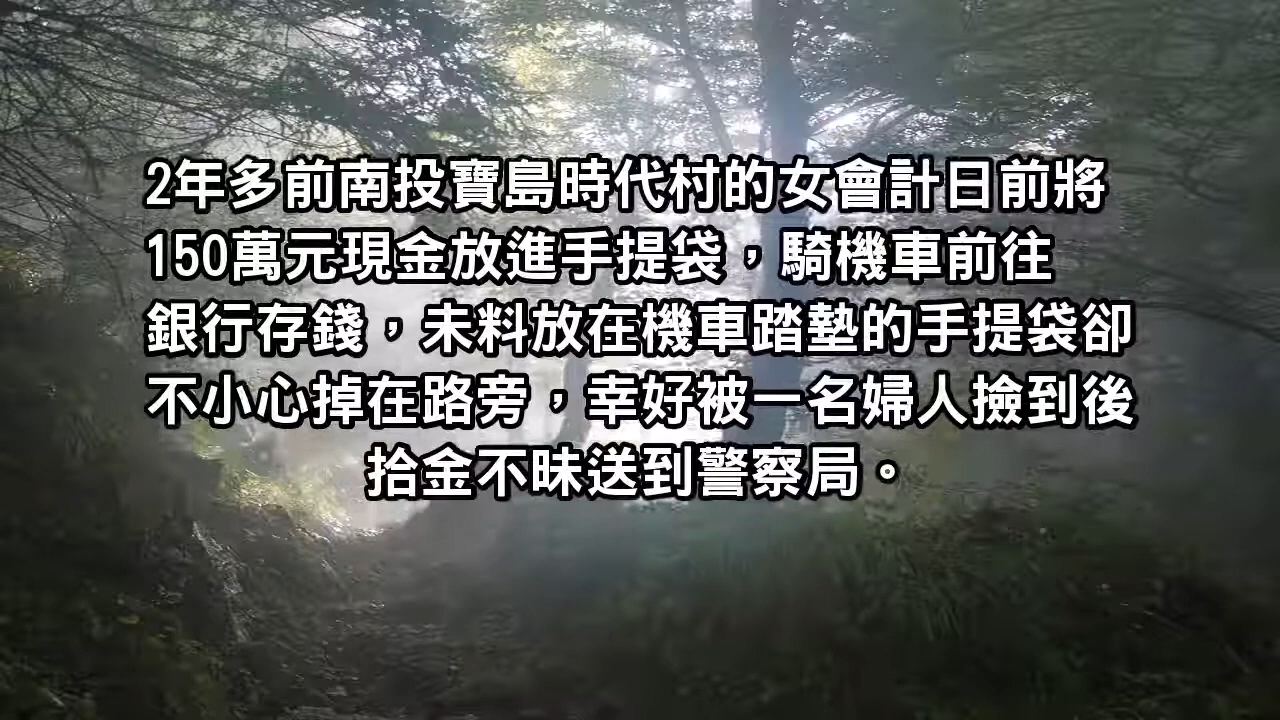 2年多前南投寶島時代村的女會計日前將
150萬元現金放進手提袋，騎機車前往
銀行存錢，未料放在機車踏墊的手提袋卻
不小心掉在路旁，幸好被一名婦人撿到後
拾金不昧送到警察局。